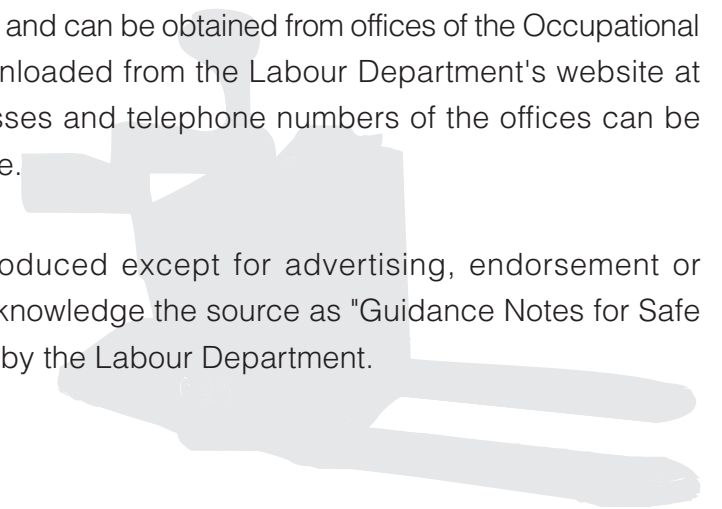 and can be obtained from offices of the Occupational
nloaded from the Labour Department's website at
sses and telephone numbers of the offices can be
e.
oduced except for advertising, endorsement or
knowledge the source as "Guidance Notes for Safe
by the Labour Department.